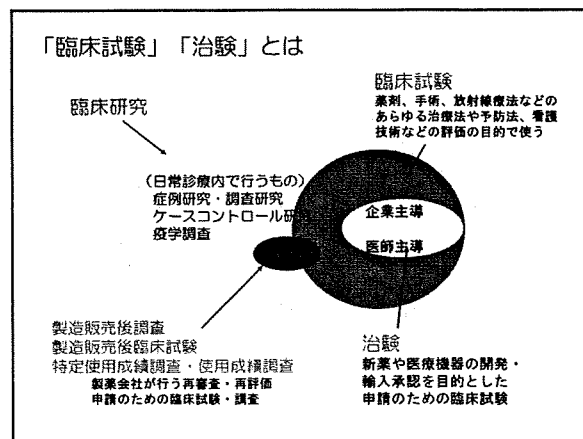 「臨床試験」「治験」とは
臨床研究
臨床試験
薬剤、手術、放射線療法などの
あらゆる治療法や予防法、看護
技術などの評価の目的で使う
（日常診療内で行うもの）
症例研究・調査研究
ケースコントロール研
疫学調査
企業主導
医師主導
製造販売後調査
製造販売後臨床試験
特定使用成績調査・使用成績調査
製薬会社が行う再審査・再評価
申請のための臨床試験・調査
治験
新薬や医療機器の開発・
輸入承認を目的とした
申請のための臨床試験